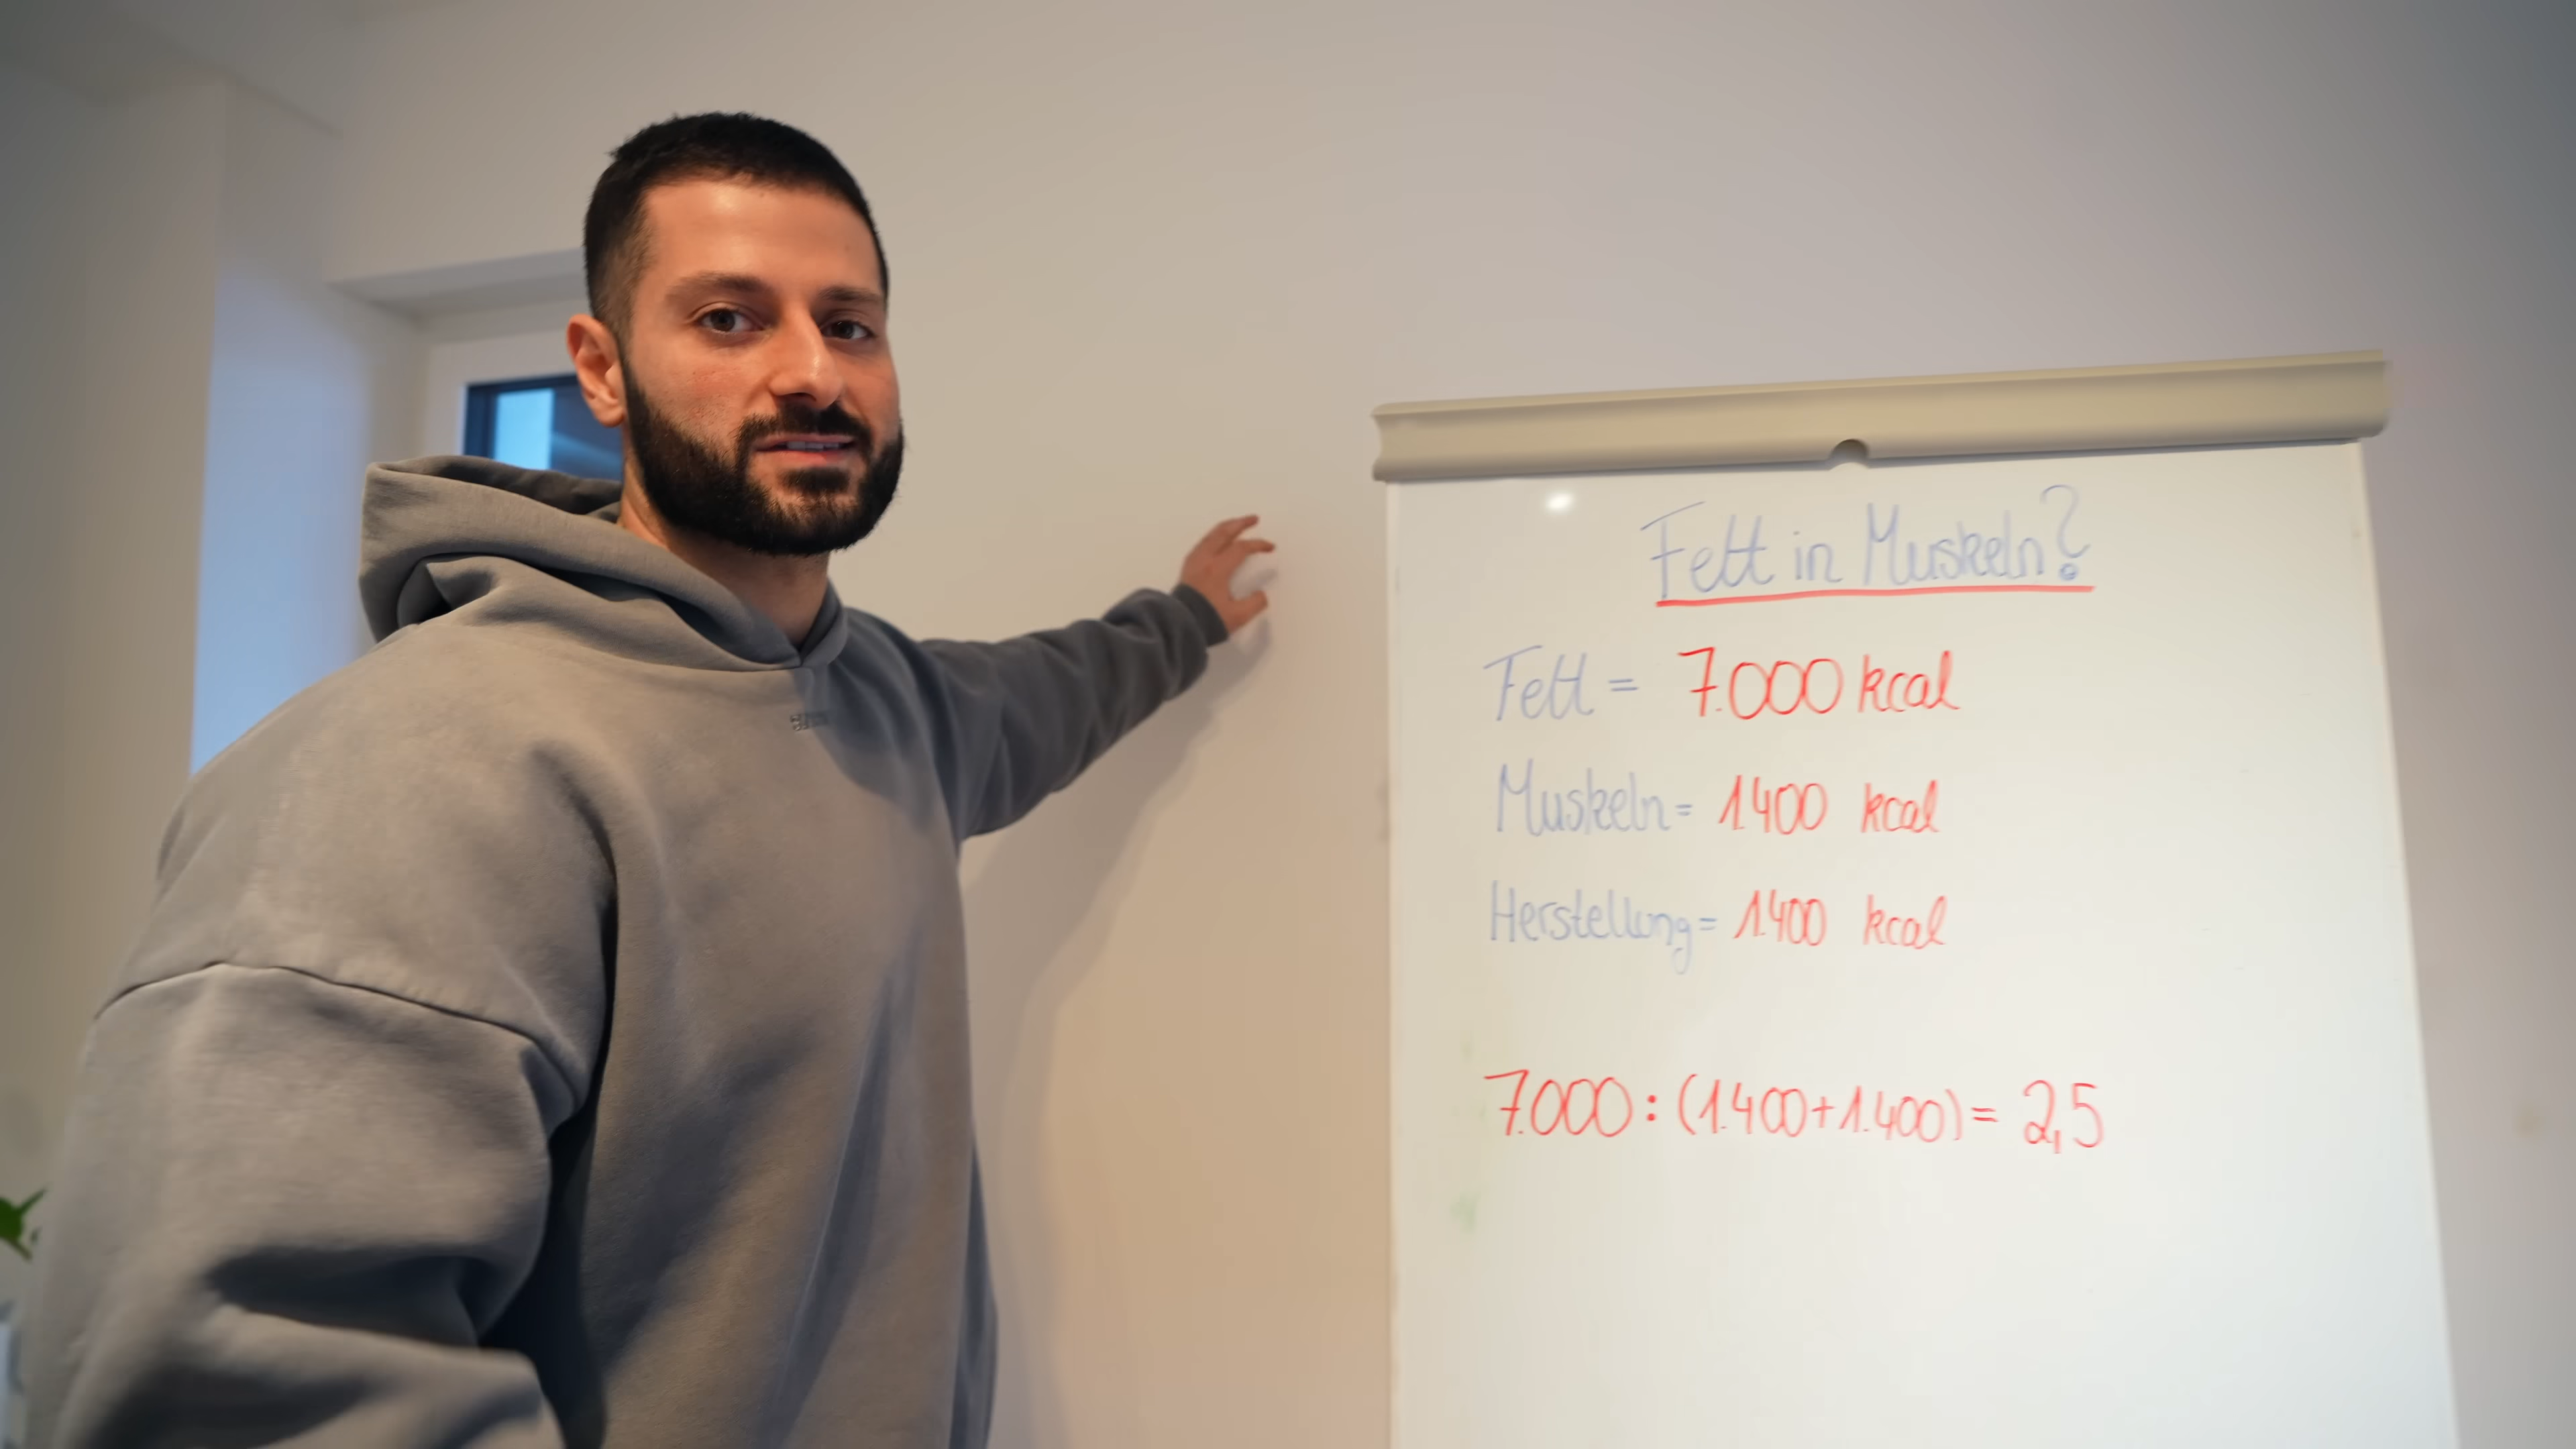 Fett in Muskeln?
Fett = 7.000 kcal
Muskeln = 1.400 kcal
Herstellung = 1.400 kcal
7.000 : (1.400+1.400) = 2,5